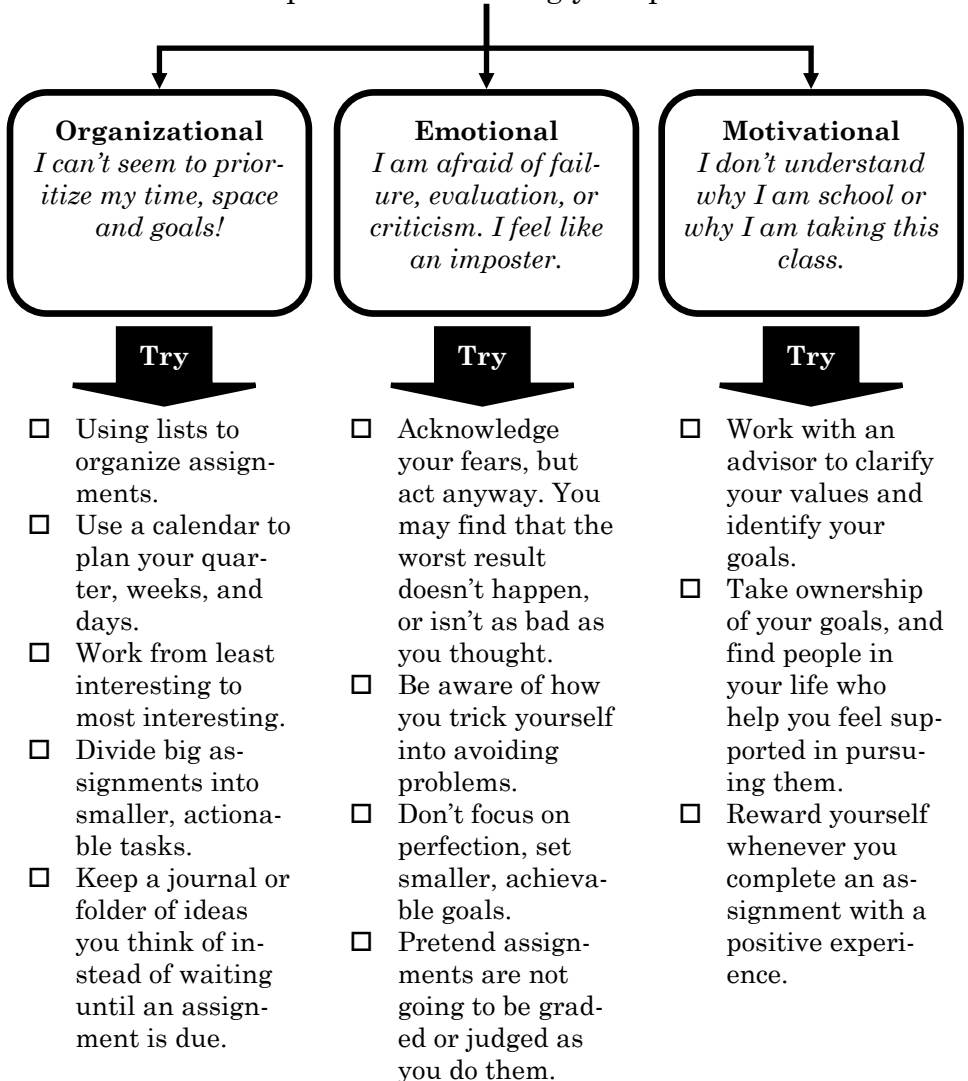 Organizational
I can't seem to prior-
itize my time, space
and goals!
Emotional
I am afraid of fail-
ure, evaluation, or
criticism. I feel like
an imposter.
Motivational
I don't understand
why I am school or
why I am taking this
class.
Try
Try
Try
Using lists to
organize assign-
ments.
Use a calendar to
plan your quar-
ter, weeks, and
days.
Work from least
interesting to
most interesting.
Divide big as-
signments into
smaller, actiona-
ble tasks.
Keep a journal or
folder of ideas
you think of in-
stead of waiting
until an assign-
ment is due.
Acknowledge
your fears, but
act anyway. You
may find that the
worst result
doesn't happen,
or isn't as bad as
you thought.
Be aware of how
you trick yourself
into avoiding
problems.
Don't focus on
perfection, set
smaller, achieva-
ble goals.
Pretend assign-
ments are not
going to be grad-
ed or judged as
you do them.
Work with an
advisor to clarify
your values and
identify your
goals.
Take ownership
of your goals, and
find people in
your life who
help you feel sup-
ported in pursu-
ing them.
Reward yourself
whenever you
complete an as-
signment with a
positive experi-
ence.